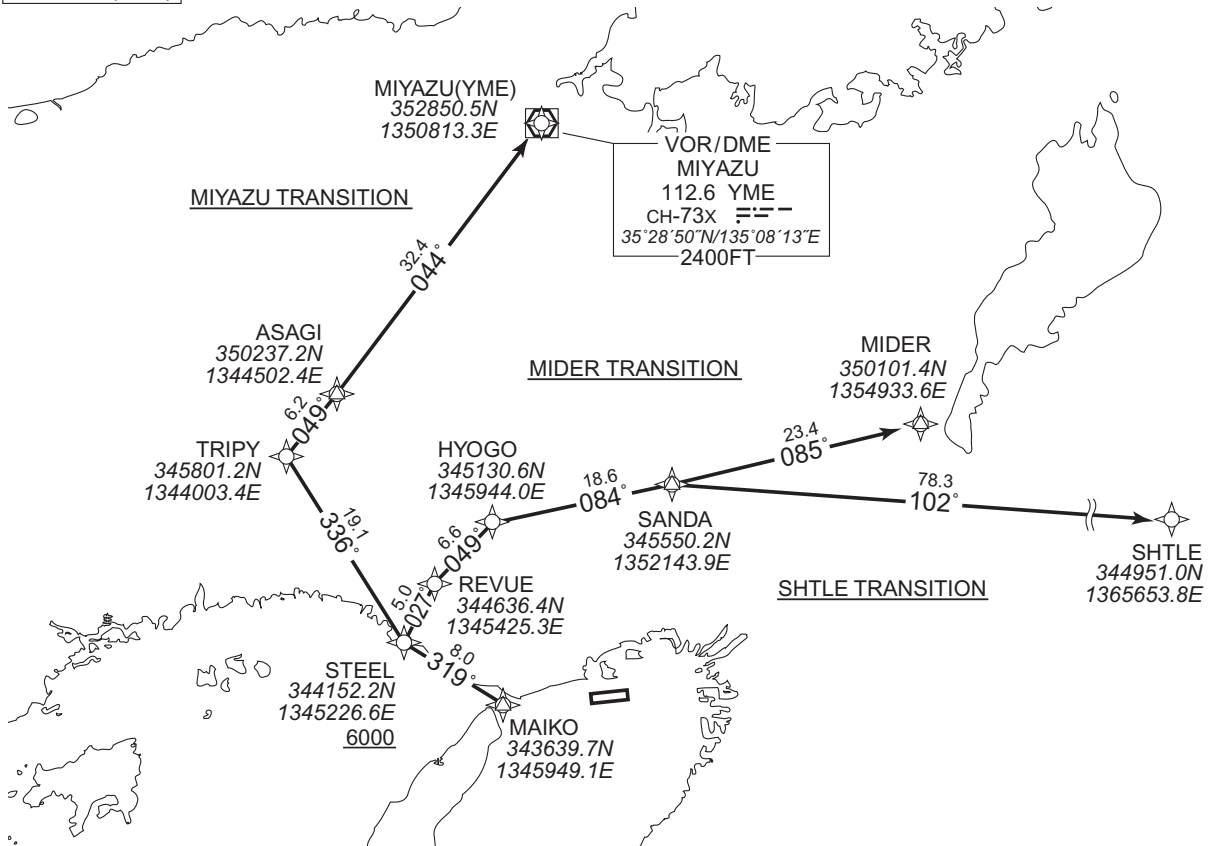 MIYAZU(YME)
352850.5N
1350813.3E
VOR/DME
MIYAZU
112.6 YME
CH-73X
35°28´50˝N/135°08´13˝E
2400FT
MIYAZU TRANSITION
32.4
044°
ASAGI
350237.2N
1344502.4E
6.2
049°
TRIPY
345801.2N
1344003.4E
19.1
336°
MIDER TRANSITION
MIDER
350101.4N
1354933.6E
23.4
085°
HYOGO
345130.6N
1345944.0E
18.6
084°
78.3
102°
SANDA
345550.2N
1352143.9E
SHTLE
344951.0N
1365653.8E
SHTLE TRANSITION
6.6
049°
REVUE
344636.4N
1345425.3E
5.0
027°
STEEL
344152.2N
1345226.6E
6000
8.0
319°
MAIKO
343639.7N
1345949.1E